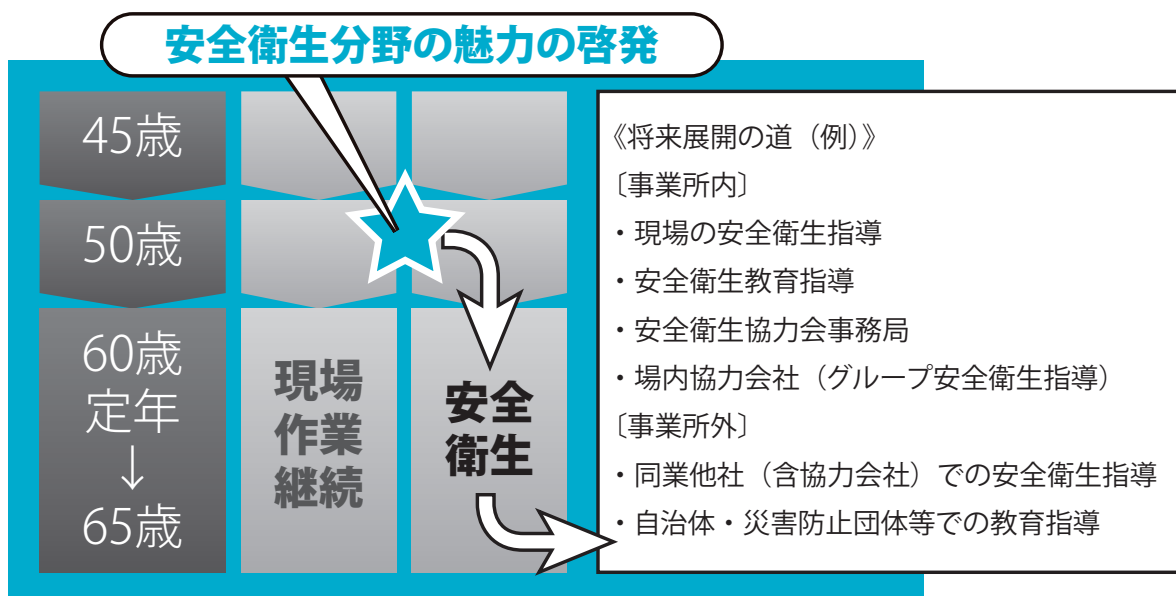 安全衛生分野の魅力の啓発
45歳
50歳
60歳
定年
↓
65歳
現場
作業
継続
安全
衛生
《将来展開の道（例）》
〔事業所内〕
・現場の安全衛生指導
・安全衛生教育指導
・安全衛生協力会事務局
・場内協力会社（グループ安全衛生指導）
〔事業所外〕
・同業他社（含協力会社）での安全衛生指導
・自治体・災害防止団体等での教育指導